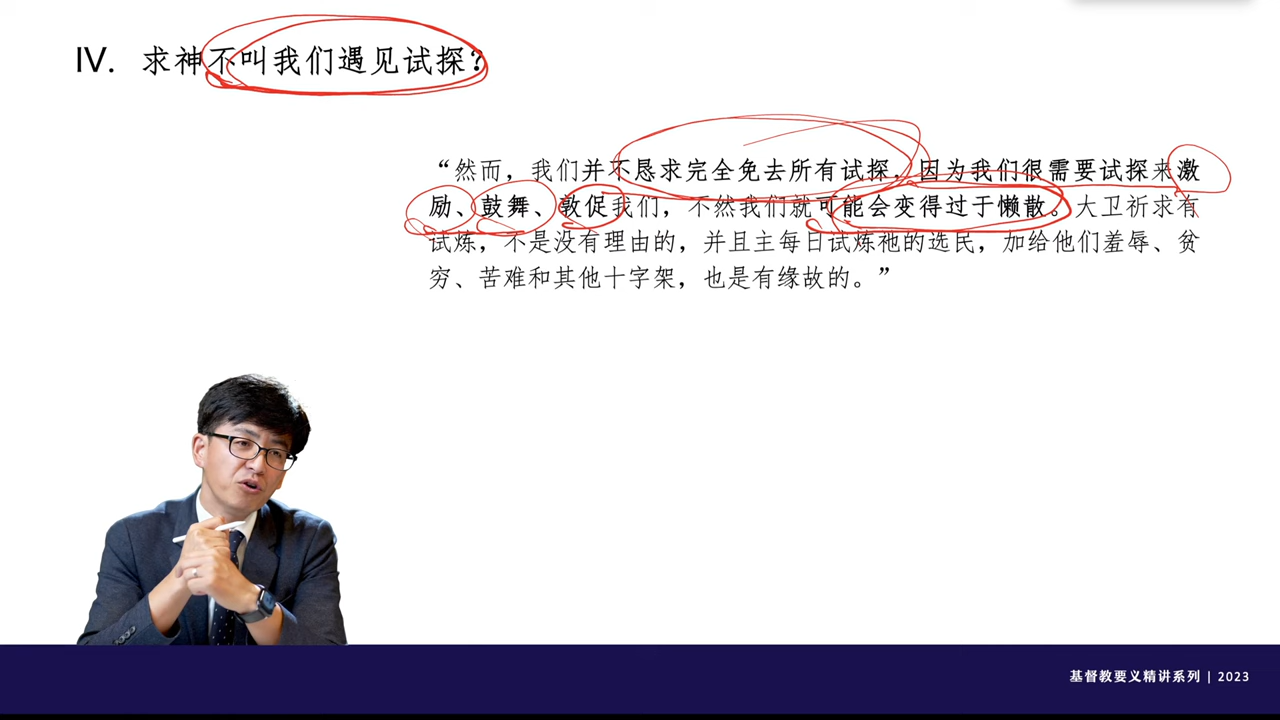 IV. 求神不叫我们遇见试探？
“然而，我们并不恳求完全免去所有试探，因为我们很需要试探来激
励、鼓舞、敦促我们，不然我们就可能会变得过于懒散。大卫祈求有
试炼，不是没有理由的，并且主每日试炼祂的选民，加给他们羞辱、贫
穷、苦难和其他十字架，也是有缘故的。”
基督教要义精讲系列 | 2023